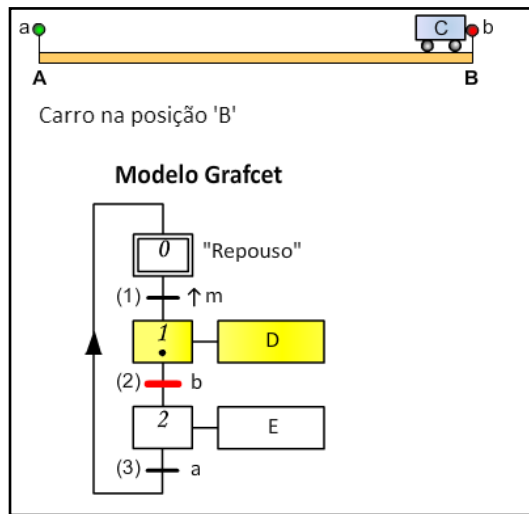 a C b
A B
Carro na posição 'B'
Modelo Grafcet
0 "Repouso"
(1) ↑m
1 D
(2) b
2 E
(3) a